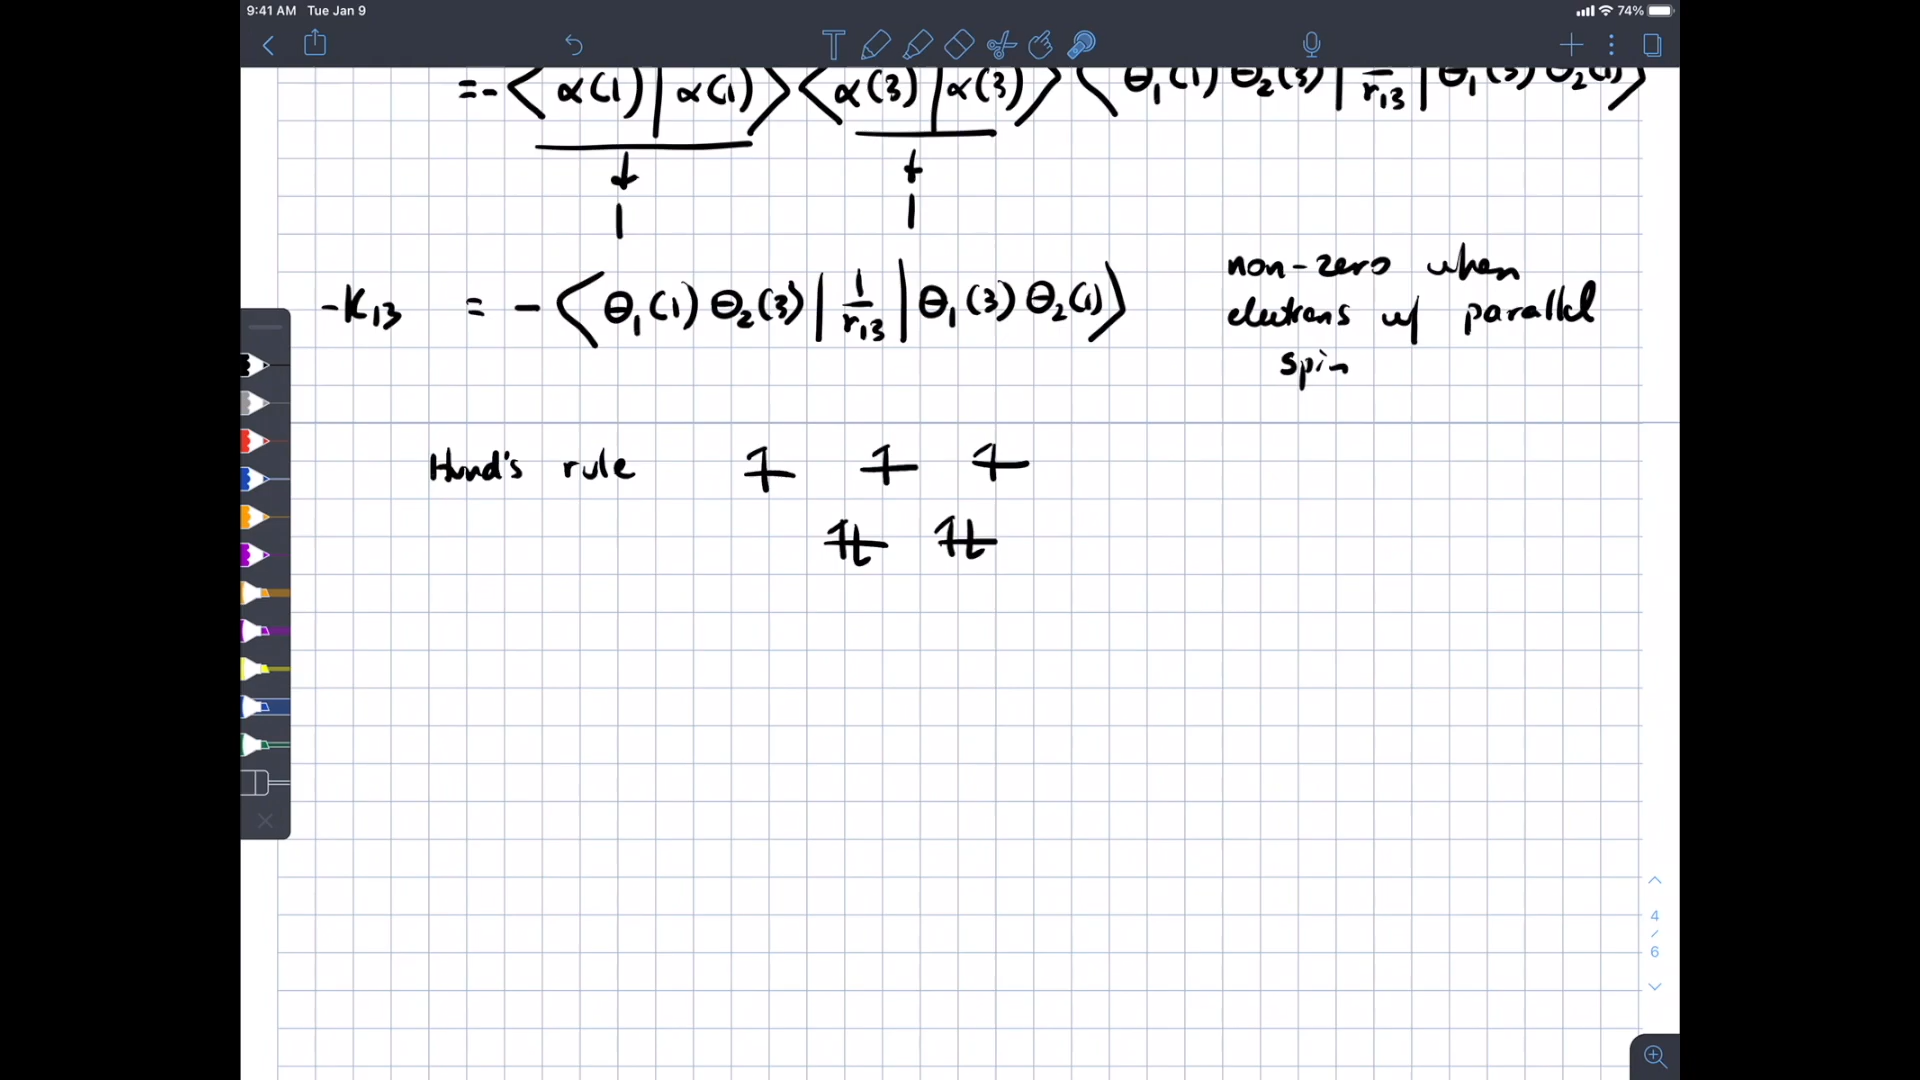 9:41 AM Tue Jan 9 74%
= - ⟨α(1)|α(1)⟩⟨α(3)|α(3)⟩⟨θ₁(1) θ₂(3)|1/r₁₃|θ₁(3) θ₂(1)⟩
↓ ↓
1 1
-K₁₃ = - ⟨θ₁(1) θ₂(3)|1/r₁₃|θ₁(3) θ₂(1)⟩
non-zero when
electrons w/ parallel
spin
Hund's rule ↑ ↑ ↑
↑↓ ↑↓
4
/
6